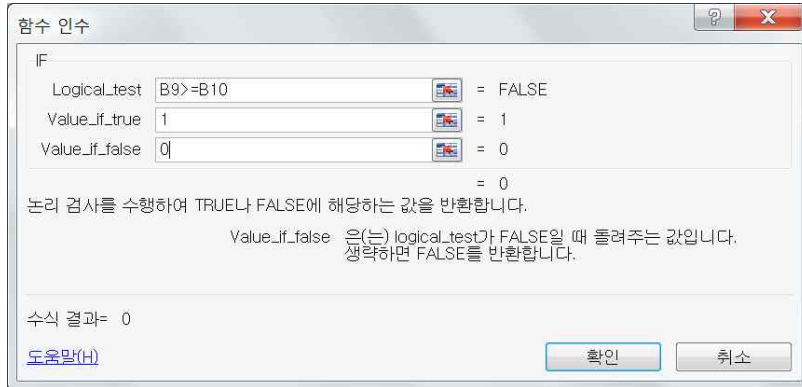 함수 인수
?
X
IF
Logical_test B9>=B10 = FALSE
Value_if_true 1 = 1
Value_if_false 0 = 0
= 0
논리 검사를 수행하여 TRUE나 FALSE에 해당하는 값을 반환합니다.
Value_if_false 은(는) logical_test가 FALSE일 때 돌려주는 값입니다.
생략하면 FALSE를 반환합니다.
수식 결과= 0
도움말(H)
확인
취소